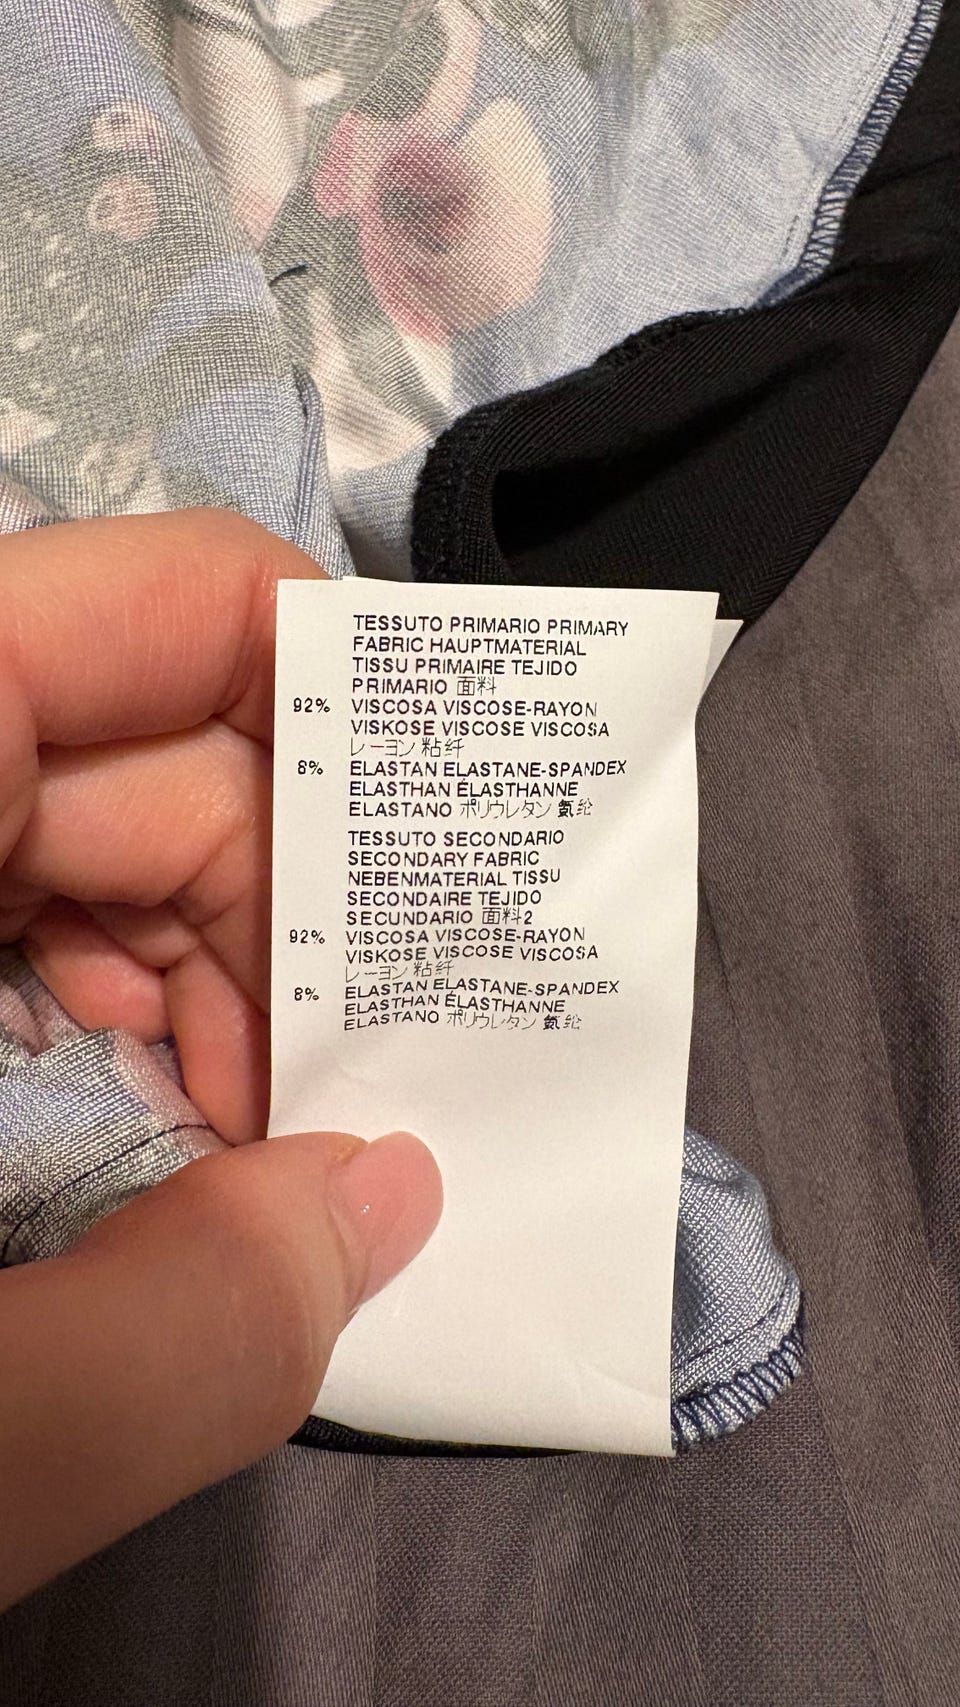 TESSUTO PRIMARIO PRIMARY
FABRIC HAUPTMATERIAL
TISSU PRIMAIRE TEJIDO
PRIMARIO 面料
92% VISCOSA VISCOSE-RAYON
VISKOSE VISCOSE VISCOSA
レーヨン 粘纤
8% ELASTAN ELASTANE-SPANDEX
ELASTHAN ÉLASTHANNE
ELASTANO ポリウレタン 氨纶
TESSUTO SECONDARIO
SECONDARY FABRIC
NEBENMATERIAL TISSU
SECONDAIRE TEJIDO
SECUNDARIO 面料2
92% VISCOSA VISCOSE-RAYON
VISKOSE VISCOSE VISCOSA
レーヨン 粘纤
8% ELASTAN ELASTANE-SPANDEX
ELASTHAN ÉLASTHANNE
ELASTANO ポリウレタン 氨纶